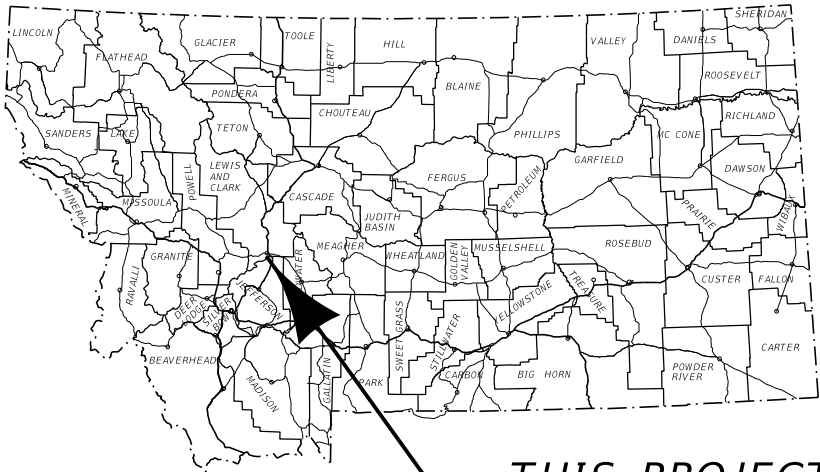 SHERIDAN
LINCOLN
TOOLE
GLACIER
HILL
VALLEY
DANIELS
FLATHEAD
LIBERTY
ROOSEVELT
BLAINE
PONDERA
CHOUTEAU
RICHLAND
TETON
SANDERS
LAKE
PHILLIPS
MC CONE
GARFIELD
LEWIS
AND
CLARK
DAWSON
FERGUS
POWELL
PETROLEUM
CASCADE
MINERAL
MISSOULA
JUDITH
BASIN
PRAIRIE
WIBAUX
MEAGHER
MUSSELSHELL
ROSEBUD
GRANITE
WHEATLAND
GOLDEN
VALLEY
RAVALLI
TREASURE
CUSTER
FALLON
JEFFERSON
YELLOWSTONE
DEER
LODGE
SILVER
BOW
SWEET GRASS
STILLWATER
CARTER
BEAVERHEAD
POWDER
RIVER
GALLATIN
PARK
CARBON
BIG HORN
MADISON
THIS PROJECT